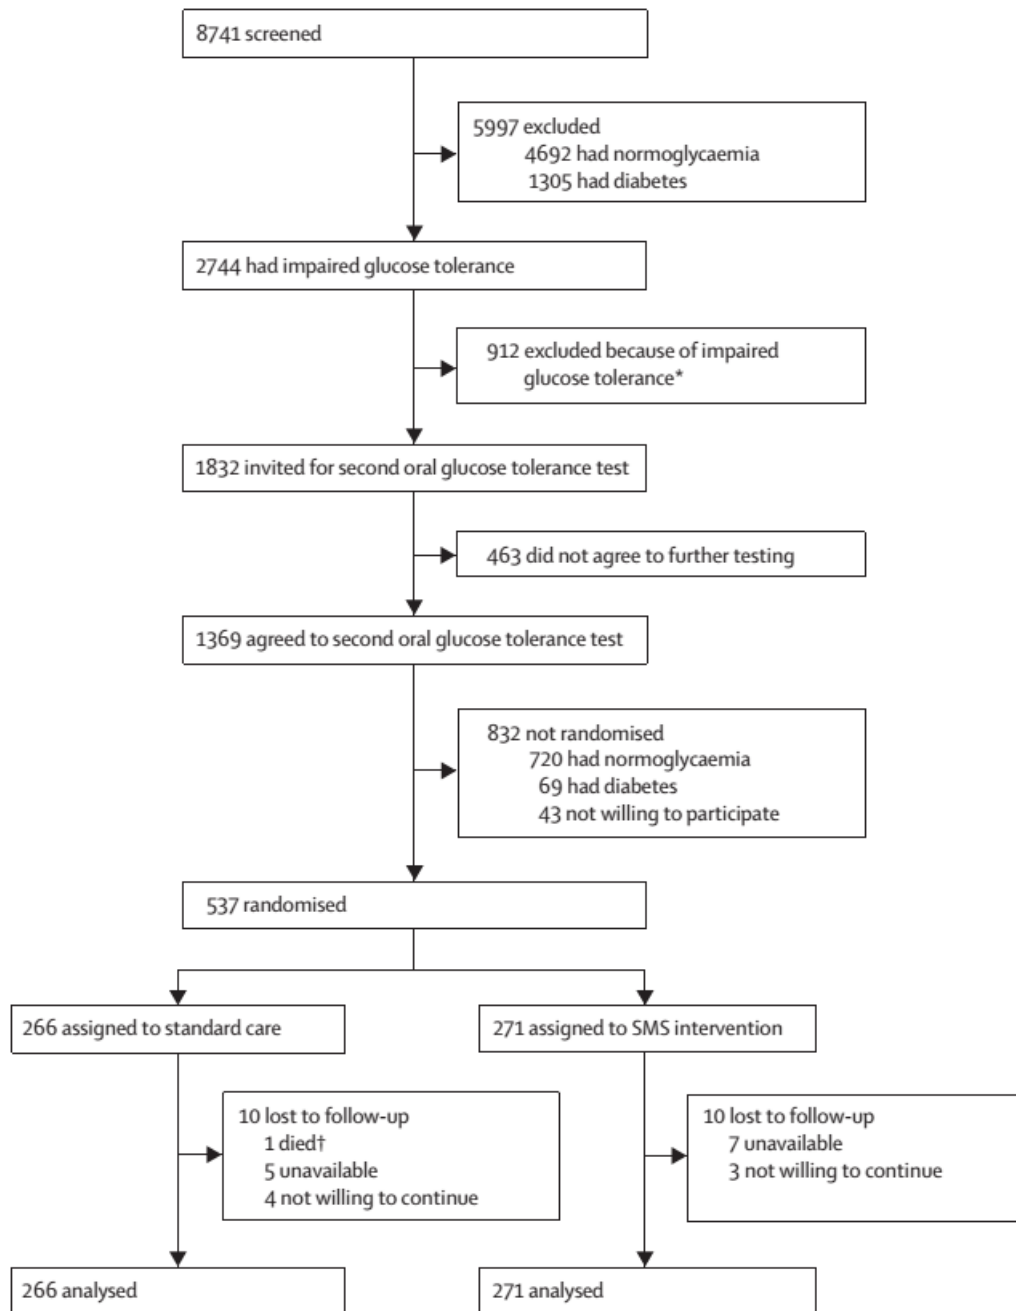 8741 screened
5997 excluded
4692 had normoglycaemia
1305 had diabetes
2744 had impaired glucose tolerance
912 excluded because of impaired
glucose tolerance*
1832 invited for second oral glucose tolerance test
463 did not agree to further testing
1369 agreed to second oral glucose tolerance test
832 not randomised
720 had normoglycaemia
69 had diabetes
43 not willing to participate
537 randomised
266 assigned to standard care
271 assigned to SMS intervention
10 lost to follow-up
1 died†
5 unavailable
4 not willing to continue
10 lost to follow-up
7 unavailable
3 not willing to continue
266 analysed
271 analysed